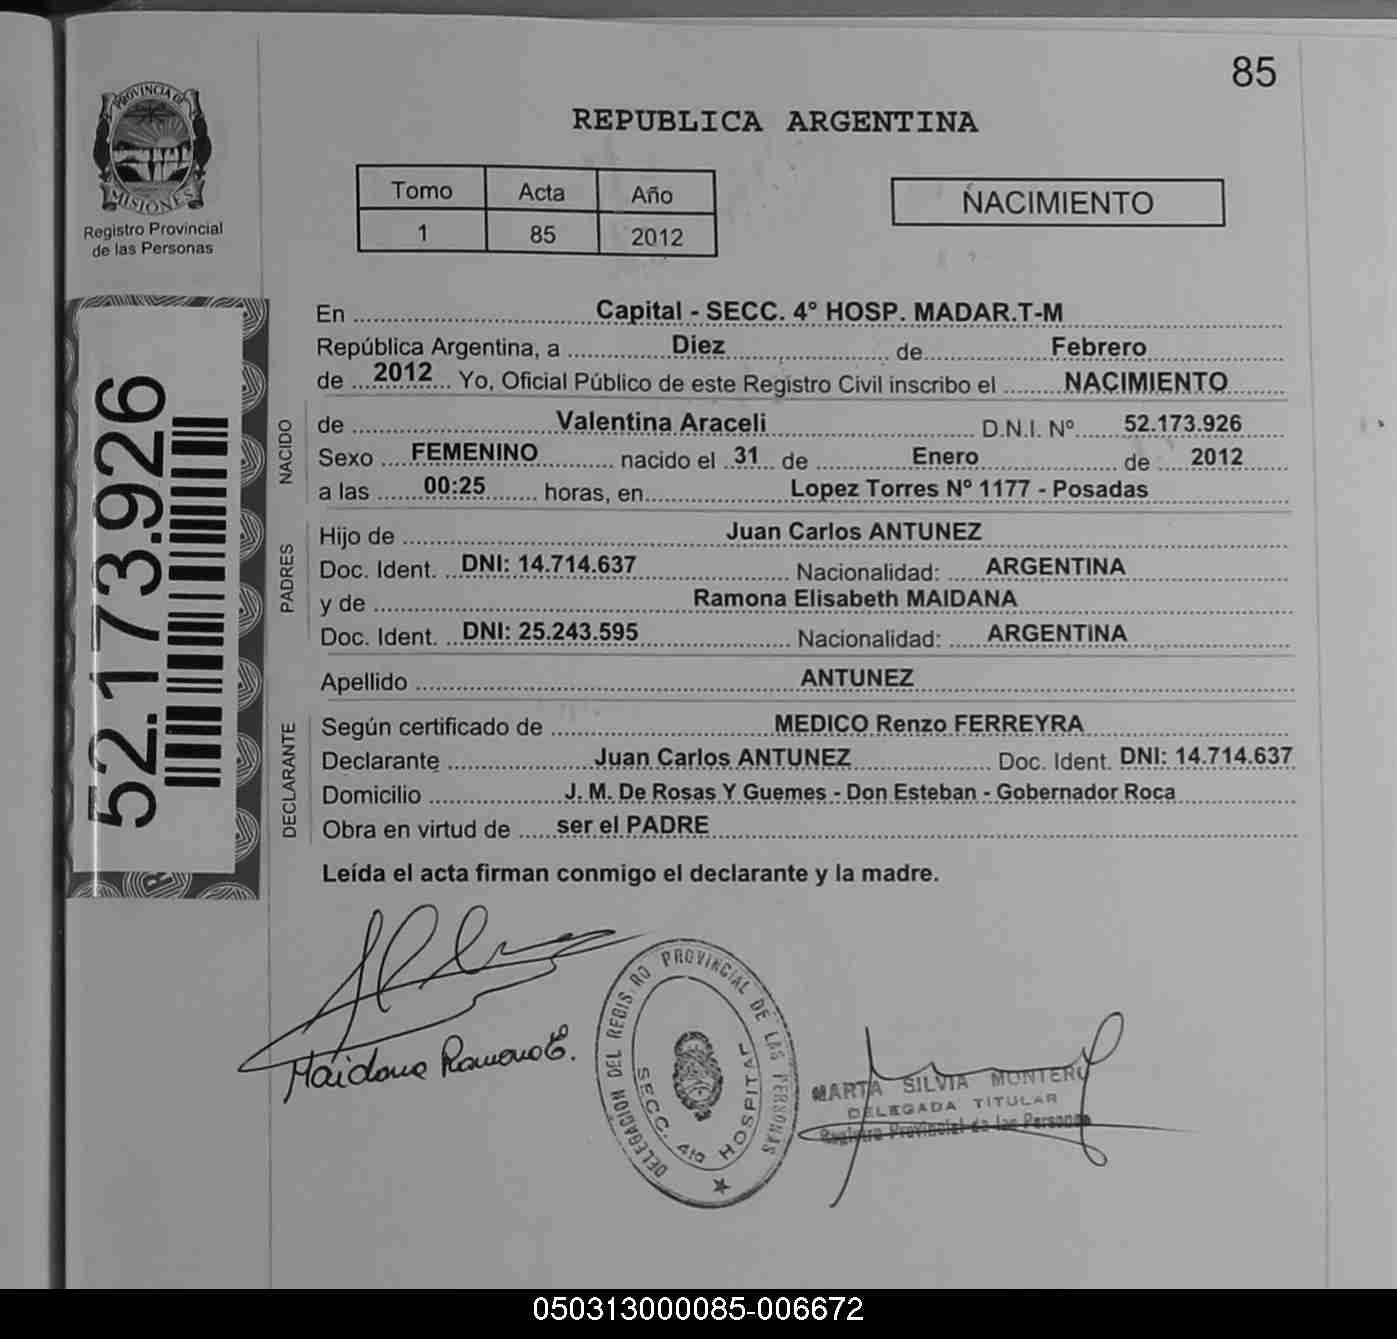 85
PROVINCIA DE
MISIONES
Registro Provincial
de las Personas
REPUBLICA ARGENTINA
Tomo Acta Año
1 85 2012
NACIMIENTO
52.173.926
En Capital - SECC. 4° HOSP. MADAR.T-M
República Argentina, a Diez de Febrero
de 2012 Yo, Oficial Público de este Registro Civil inscribo el NACIMIENTO
NACIDO
de Valentina Araceli D.N.I. Nº 52.173.926
Sexo FEMENINO nacido el 31 de Enero de 2012
a las 00:25 horas, en Lopez Torres Nº 1177 - Posadas
PADRES
Hijo de Juan Carlos ANTUNEZ
Doc. Ident. DNI: 14.714.637 Nacionalidad: ARGENTINA
y de Ramona Elisabeth MAIDANA
Doc. Ident. DNI: 25.243.595 Nacionalidad: ARGENTINA
Apellido ANTUNEZ
DECLARANTE
Según certificado de MEDICO Renzo FERREYRA
Declarante Juan Carlos ANTUNEZ Doc. Ident. DNI: 14.714.637
Domicilio J. M. De Rosas Y Guemes - Don Esteban - Gobernador Roca
Obra en virtud de ser el PADRE
Leída el acta firman conmigo el declarante y la madre.
Maidana Ramona E.
DELEGACION DEL REGISTRO PROVINCIAL DE LAS PERSONAS
SECC. 4ta HOSPITAL
MARTA SILVIA MONTERO
DELEGADA TITULAR
Registro Provincial de las Personas
050313000085-006672